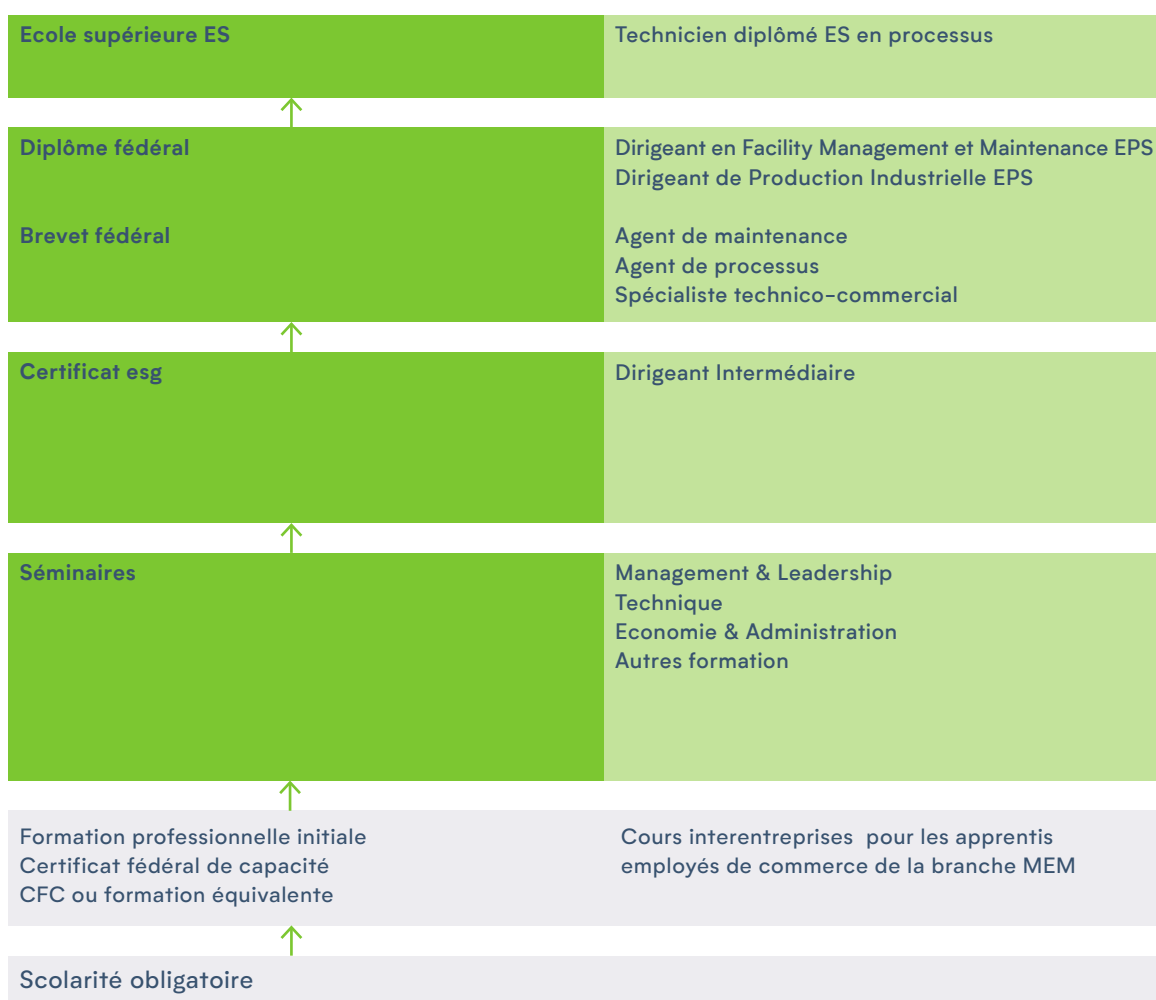 Ecole supérieure ES
Technicien diplômé ES en processus
Diplôme fédéral
Dirigeant en Facility Management et Maintenance EPS
Dirigeant de Production Industrielle EPS
Brevet fédéral
Agent de maintenance
Agent de processus
Spécialiste technico-commercial
Certificat esg
Dirigeant Intermédiaire
Séminaires
Management & Leadership
Technique
Economie & Administration
Autres formation
Formation professionnelle initiale
Certificat fédéral de capacité
CFC ou formation équivalente
Cours interentreprises pour les apprentis
employés de commerce de la branche MEM
Scolarité obligatoire